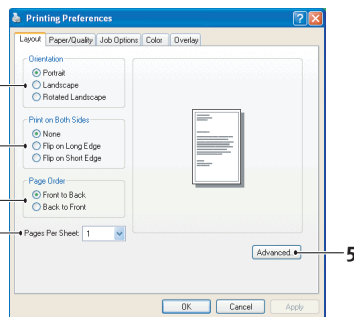 Printing Preferences
Layout Paper/Quality Job Options Color Overlay
Orientation
Portrait
Landscape
Rotated Landscape
Print on Both Sides
None
Flip on Long Edge
Flip on Short Edge
Page Order
Front to Back
Back to Front
Pages Per Sheet: 1
Advanced...
5
OK Cancel Apply